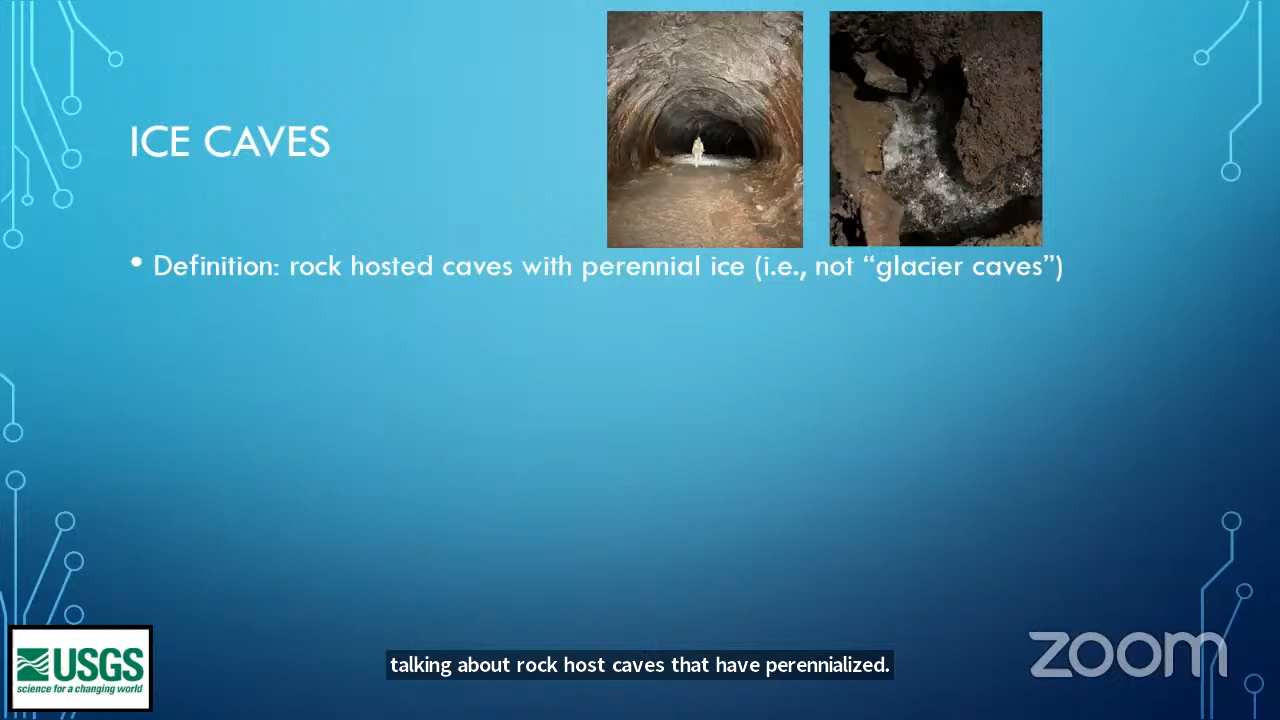 ICE CAVES
• Definition: rock hosted caves with perennial ice (i.e., not “glacier caves”)
talking about rock host caves that have perennialized.
USGS
science for a changing world
zoom